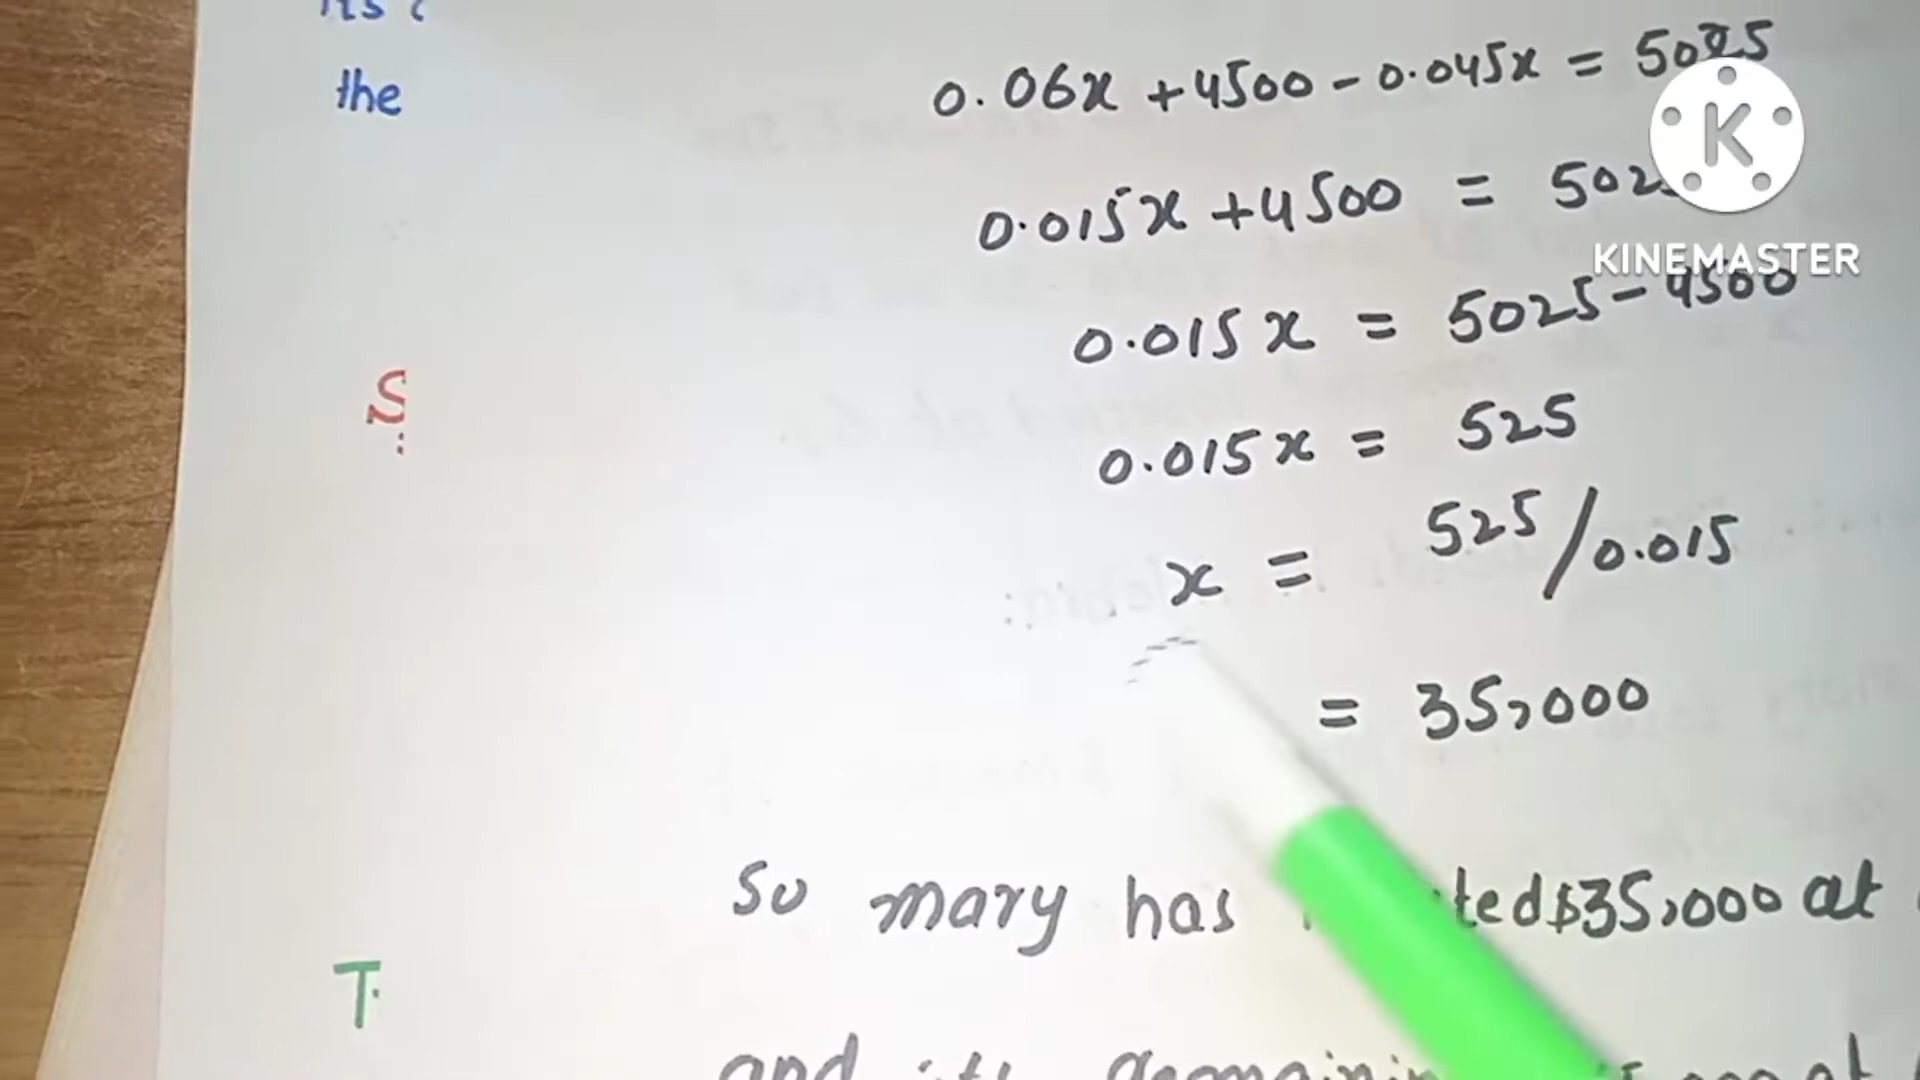 the
0.06x + 4500 - 0.045x = 5025
0.015x + 4500 = 502
K
KINEMASTER
0.015x = 5025 - 4500
S
:
0.015x = 525
x = 525/0.015
= 35,000
So mary has ted $35,000 at
T
and